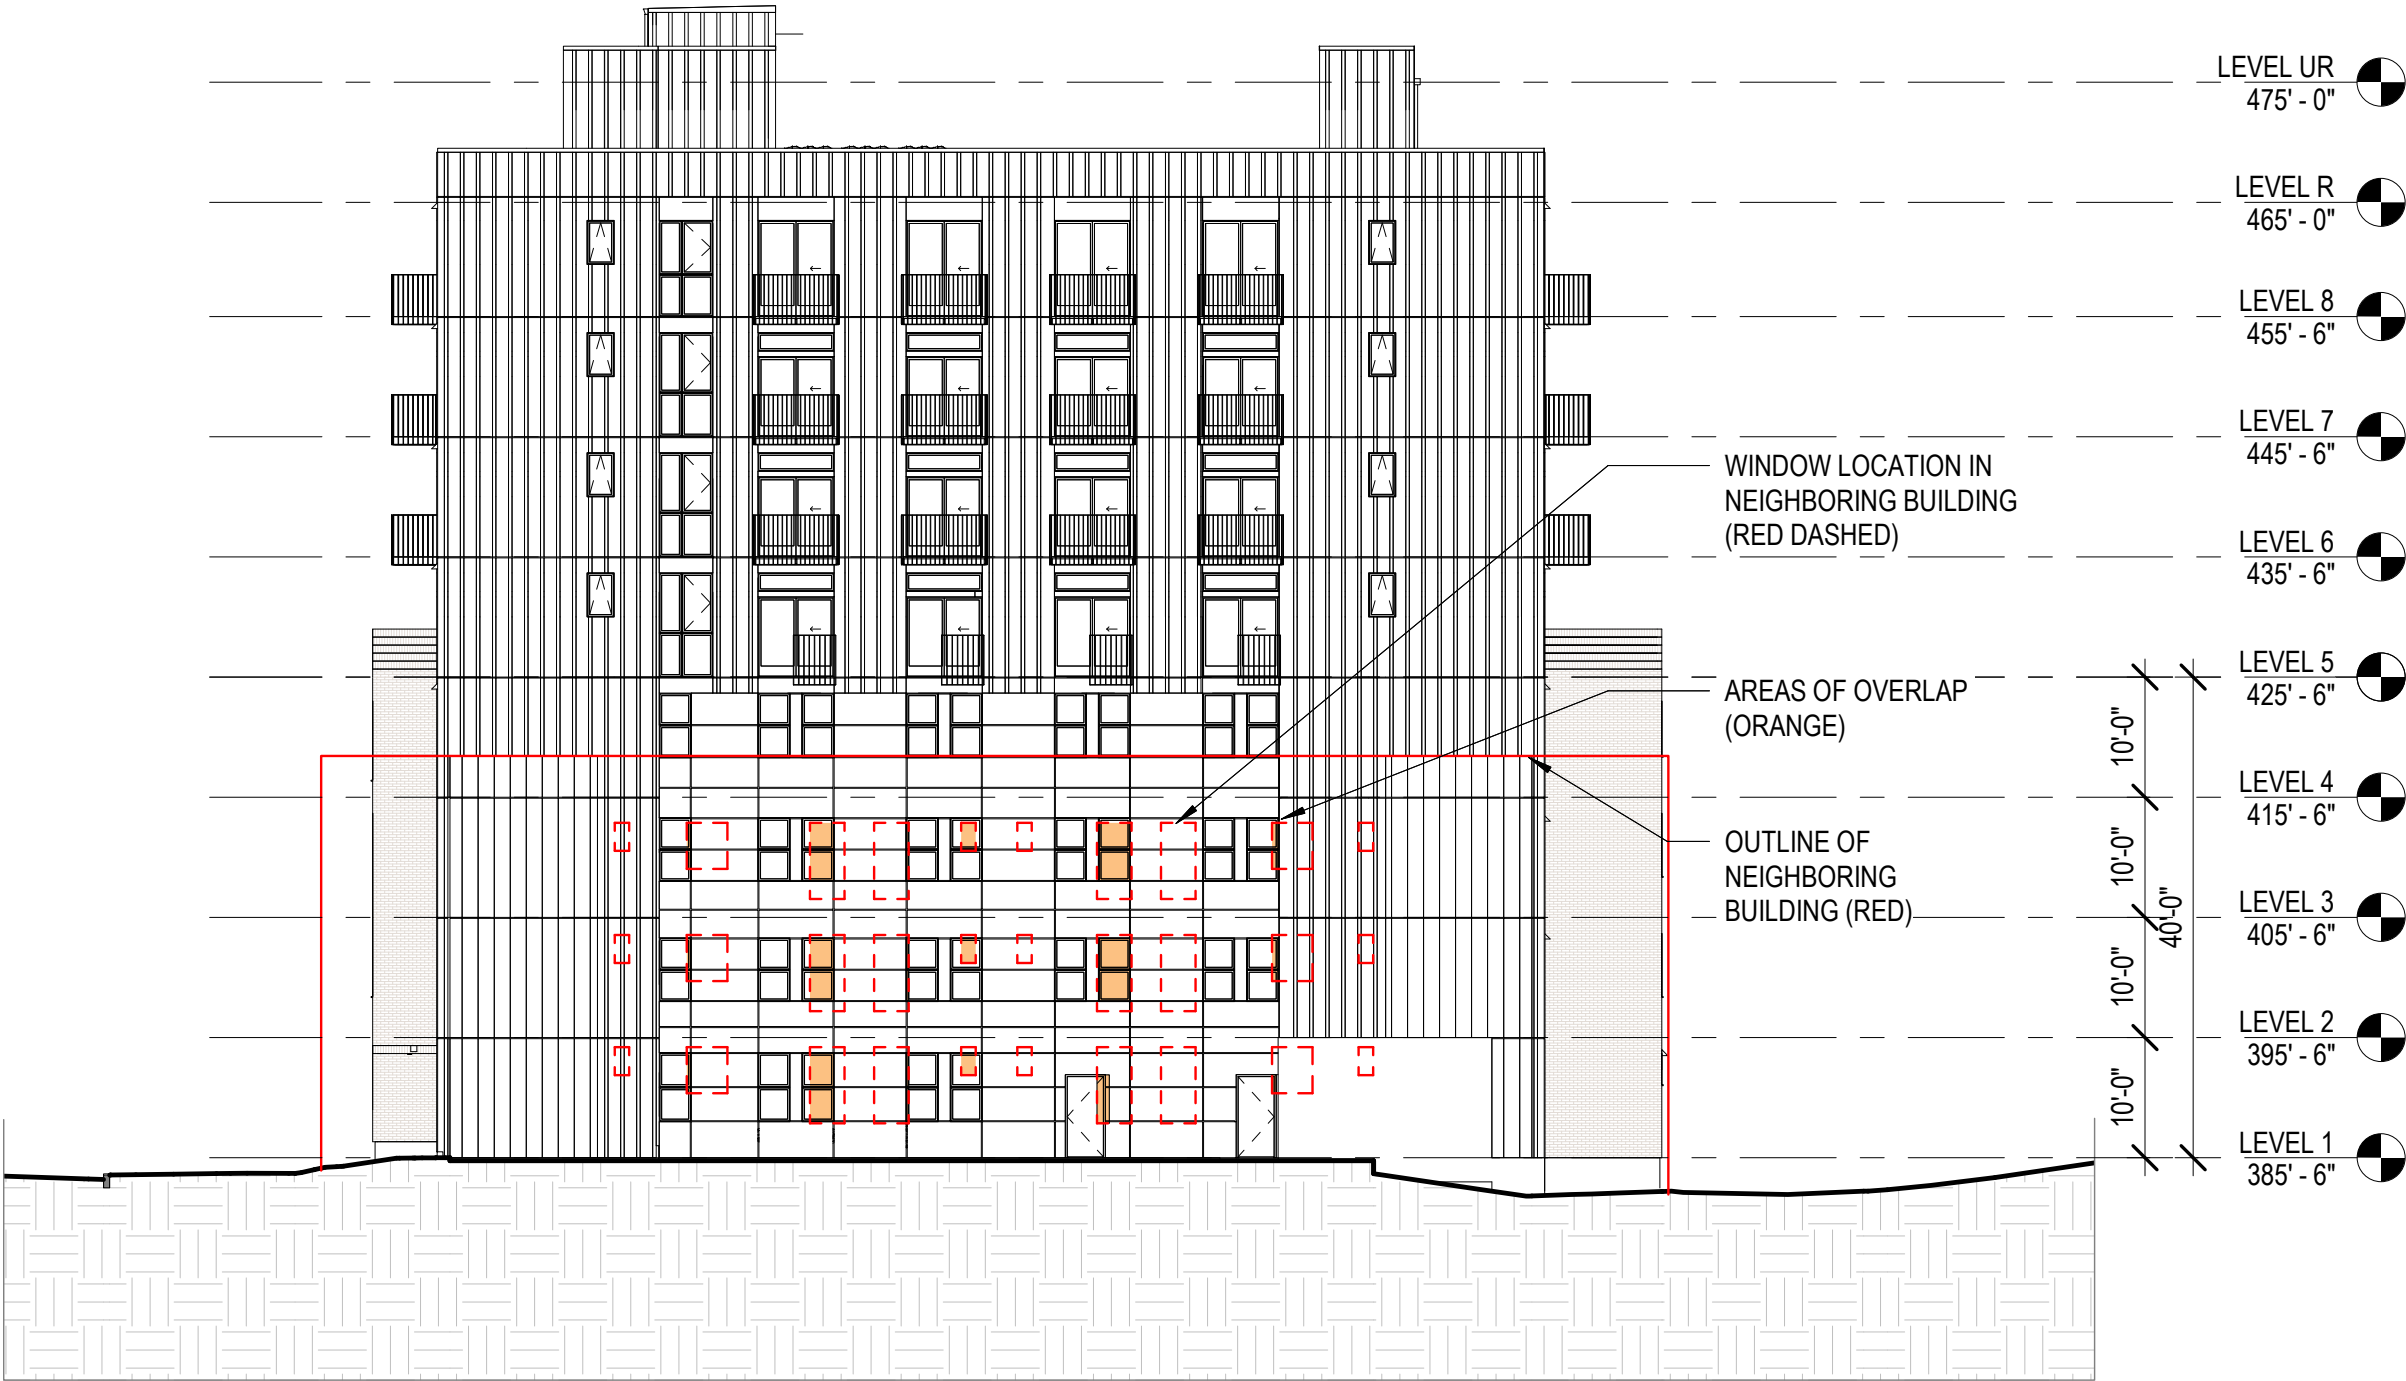 LEVEL UR
475' - 0"
LEVEL R
465' - 0"
LEVEL 8
455' - 6"
LEVEL 7
445' - 6"
WINDOW LOCATION IN
NEIGHBORING BUILDING
(RED DASHED)
LEVEL 6
435' - 6"
LEVEL 5
425' - 6"
AREAS OF OVERLAP
(ORANGE)
10'-0"
LEVEL 4
415' - 6"
OUTLINE OF
NEIGHBORING
BUILDING (RED)
10'-0"
40'-0"
LEVEL 3
405' - 6"
10'-0"
LEVEL 2
395' - 6"
10'-0"
LEVEL 1
385' - 6"